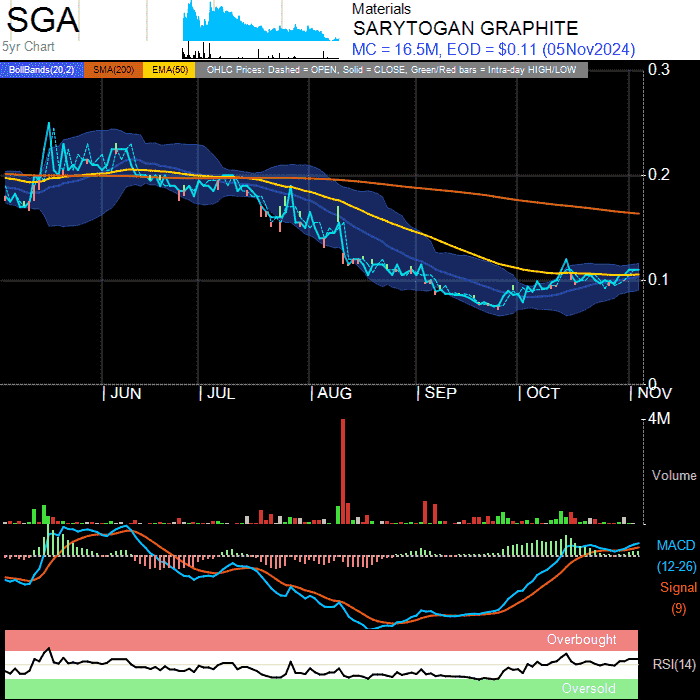 SGA
5yr Chart
Materials
SARYTOGAN GRAPHITE
MC = 16.5M, EOD = $0.11 (05Nov2024)
BollBands(20,2) SMA(200) EMA(50) OHLC Prices: Dashed = OPEN, Solid = CLOSE, Green/Red bars = Intra-day HIGH/LOW
0.3
0.2
0.1
0
| JUN | JUL | AUG | SEP | OCT | NOV
4M
Volume
MACD
(12-26)
Signal
(9)
Overbought
RSI(14)
Oversold